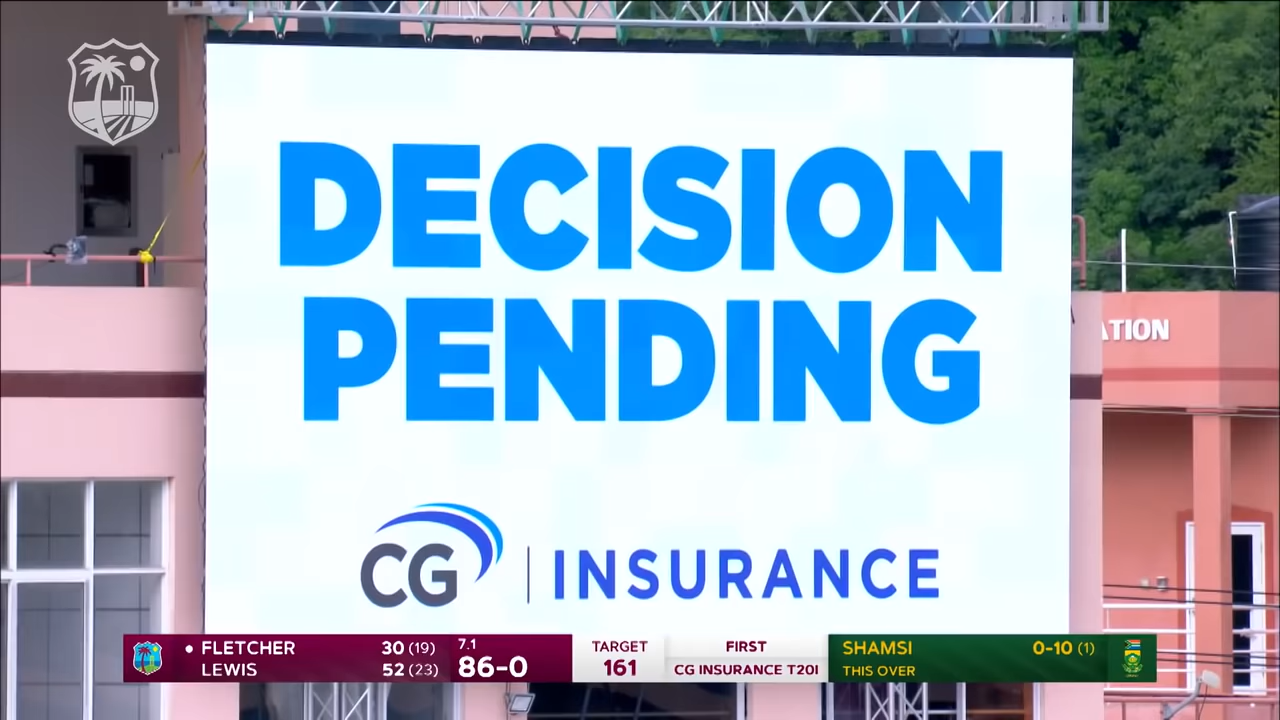 DECISION
PENDING
CG | INSURANCE
ATION
• FLETCHER 30 (19)
LEWIS 52 (23)
7.1
86-0
TARGET
161
FIRST
CG INSURANCE T20I
SHAMSI 0-10 (1)
THIS OVER